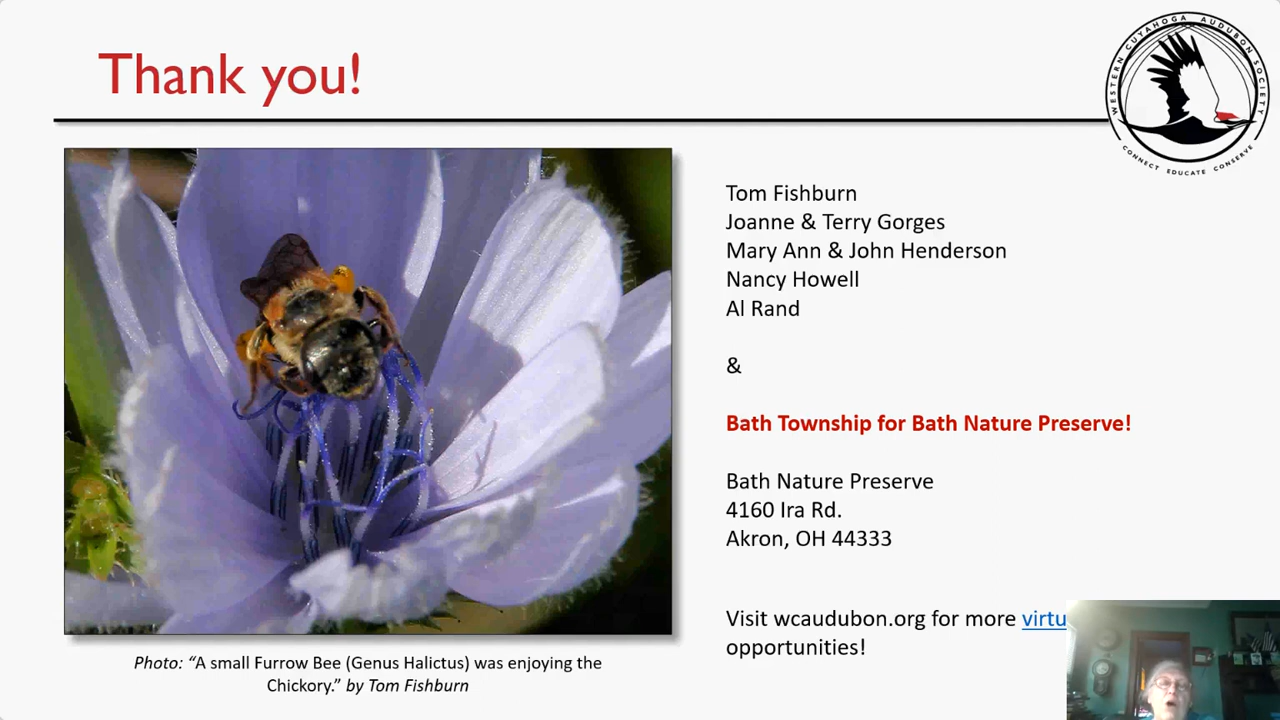 Thank you!
WESTERN CUYAHOGA AUDUBON SOCIETY
CONNECT EDUCATE CONSERVE
Tom Fishburn
Joanne & Terry Gorges
Mary Ann & John Henderson
Nancy Howell
Al Rand
&
Bath Township for Bath Nature Preserve!
Bath Nature Preserve
4160 Ira Rd.
Akron, OH 44333
Visit wcaudubon.org for more virtu
opportunities!
Photo: “A small Furrow Bee (Genus Halictus) was enjoying the
Chickory.” by Tom Fishburn